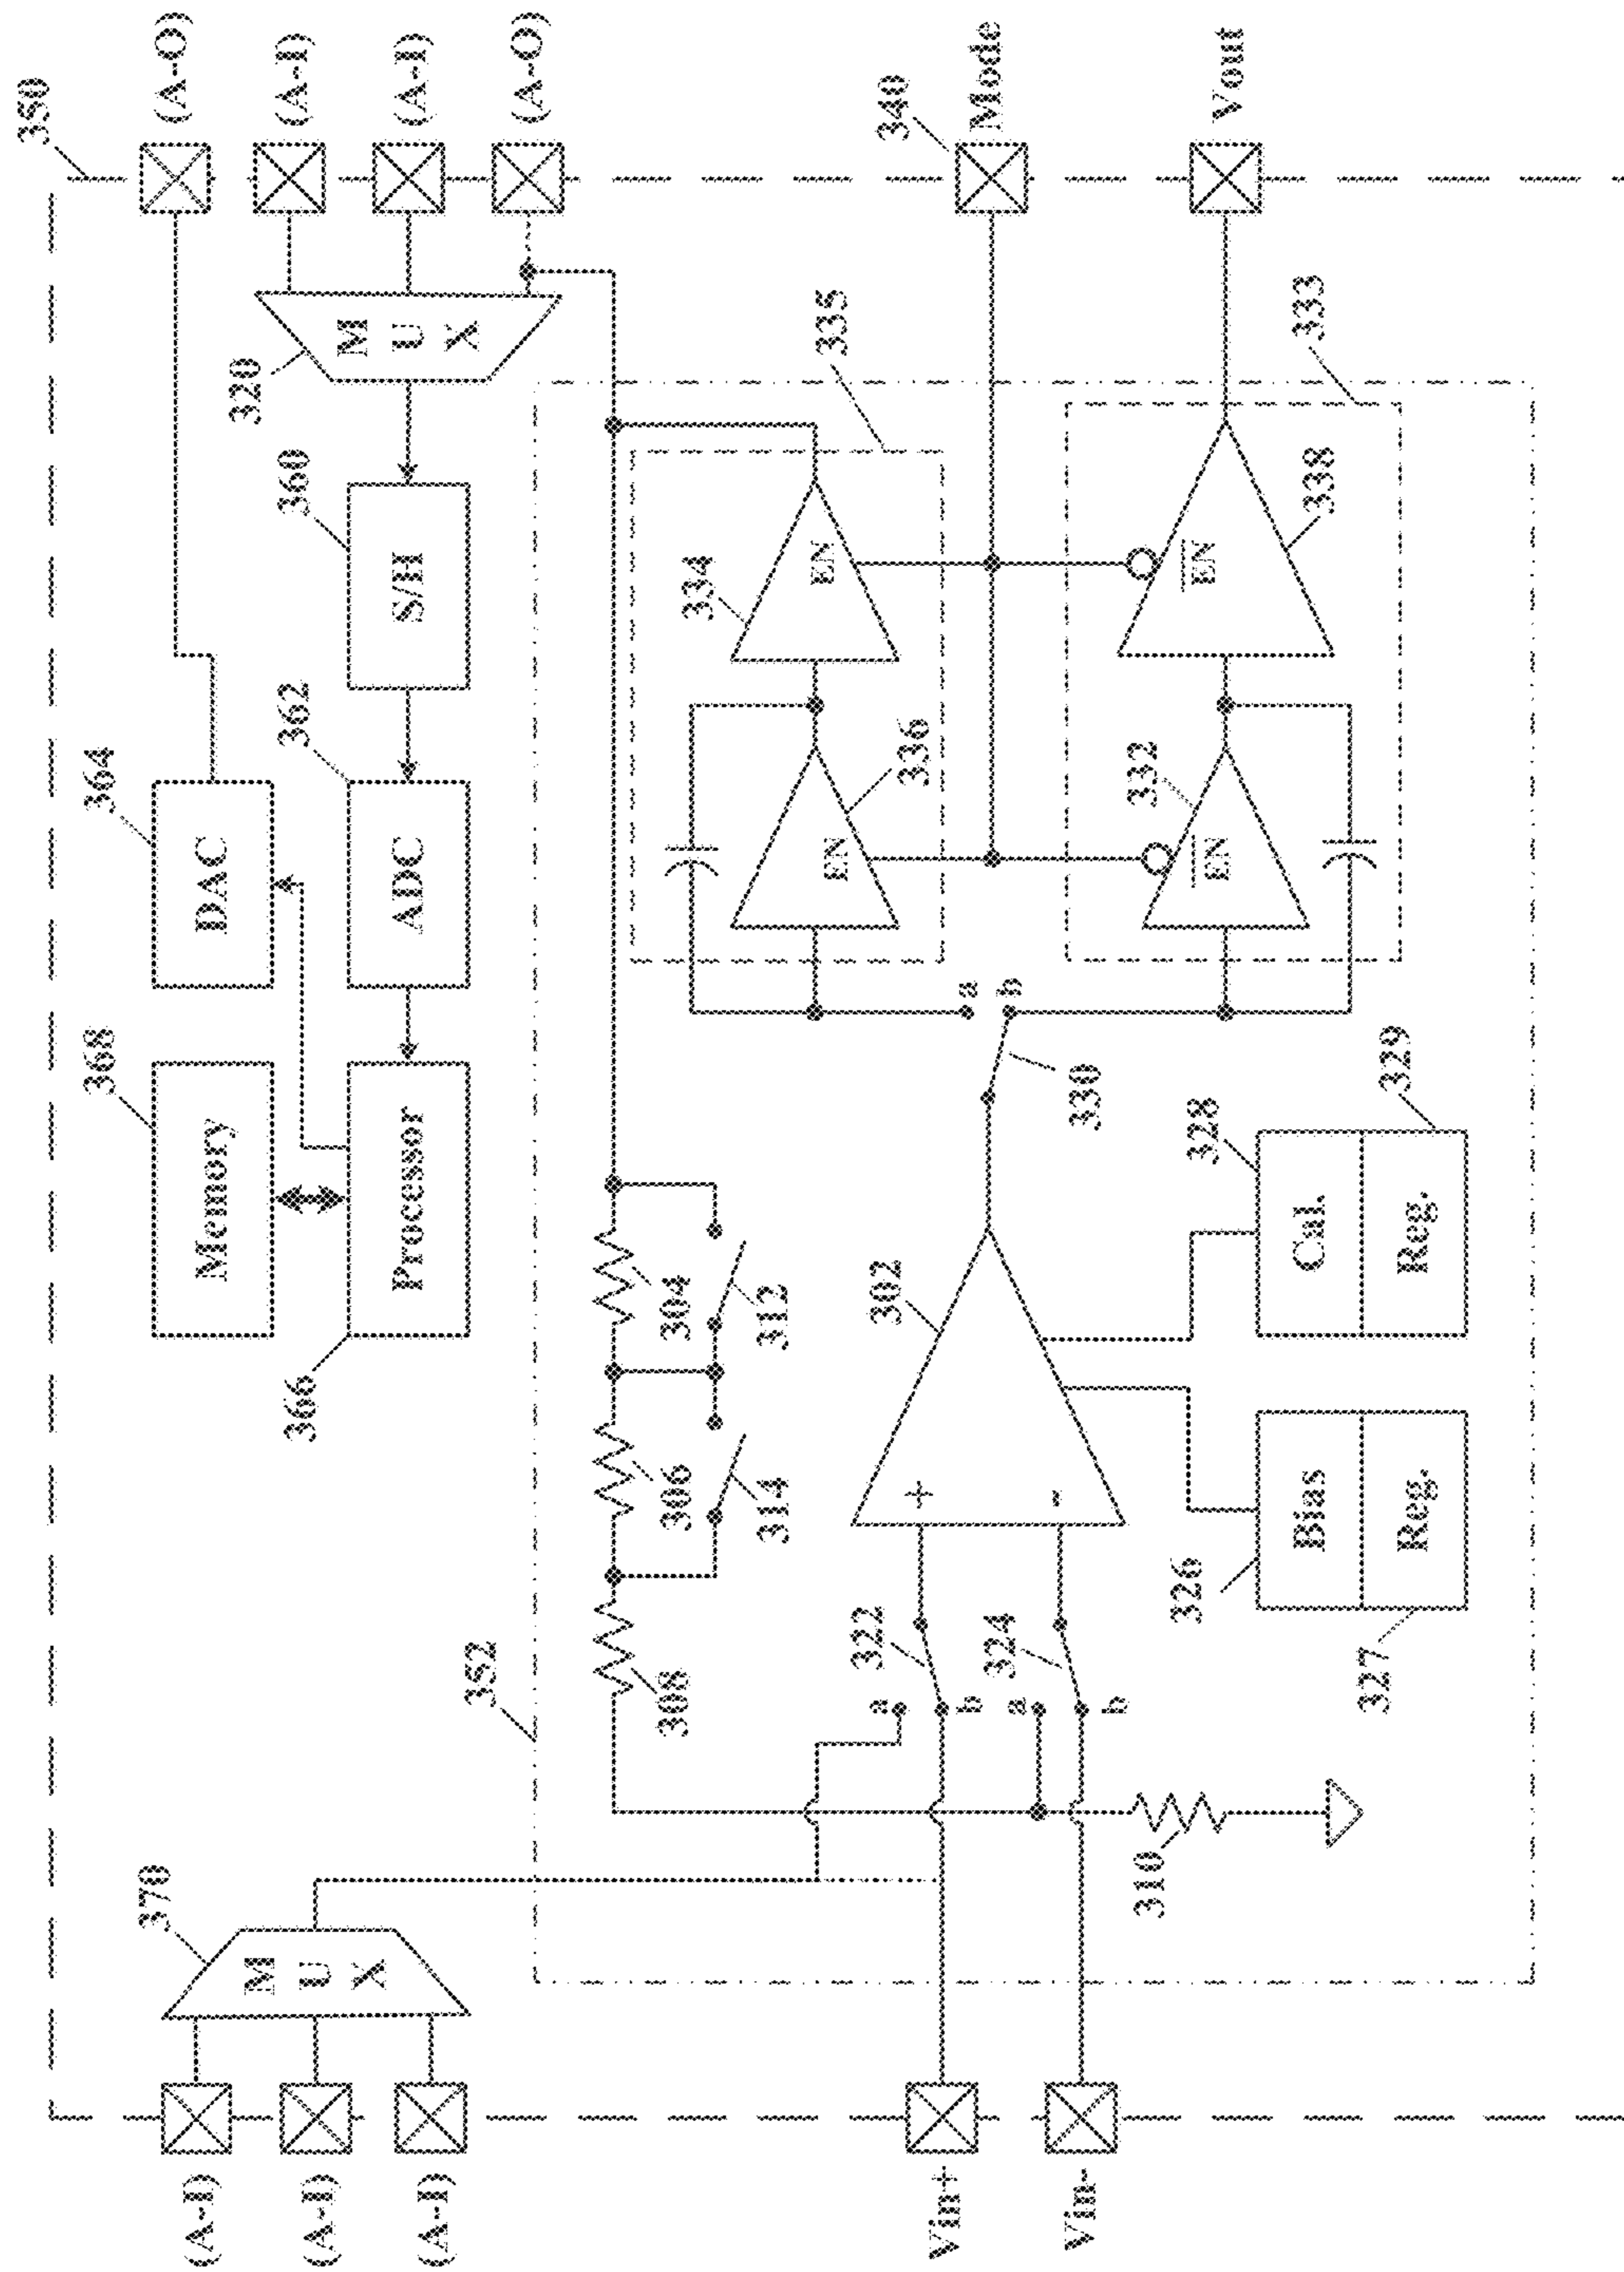 350
(A-I)
(A-I)
(A-I)
370
M
U
X
368
Memory
366
Processor
364
DAC
362
ADC
360
S/H
320
M
U
X
(A-O)
(A-I)
(A-I)
(A-O)
352
308
306
304
314
312
335
334
EN
336
EN
340
Mode
Vin+
Vin-
322
a
b
324
a
b
310
+
-
302
330
a
b
332
EN
338
EN
333
Vout
326
Bias
Reg.
327
328
Cal.
Reg.
329